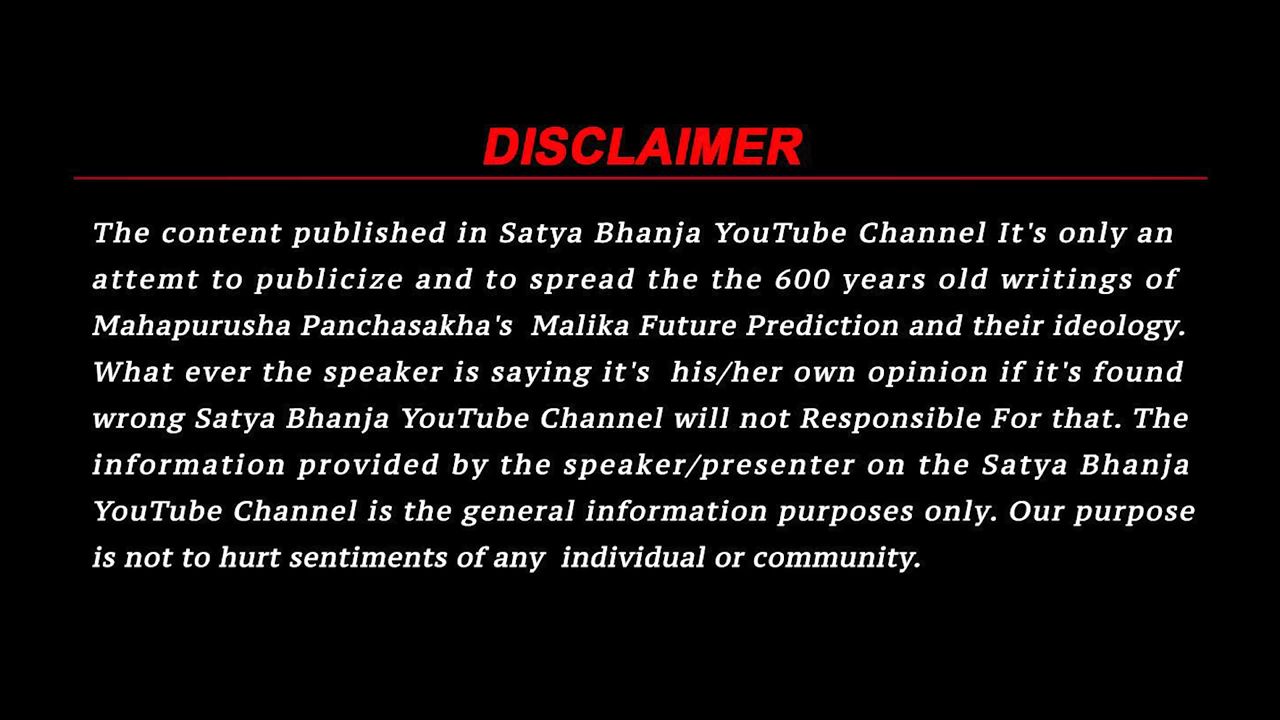 DISCLAIMER
The content published in Satya Bhanja YouTube Channel It's only an
attemt to publicize and to spread the the 600 years old writings of
Mahapurusha Panchasakha's Malika Future Prediction and their ideology.
What ever the speaker is saying it's his/her own opinion if it's found
wrong Satya Bhanja YouTube Channel will not Responsible For that. The
information provided by the speaker/presenter on the Satya Bhanja
YouTube Channel is the general information purposes only. Our purpose
is not to hurt sentiments of any individual or community.